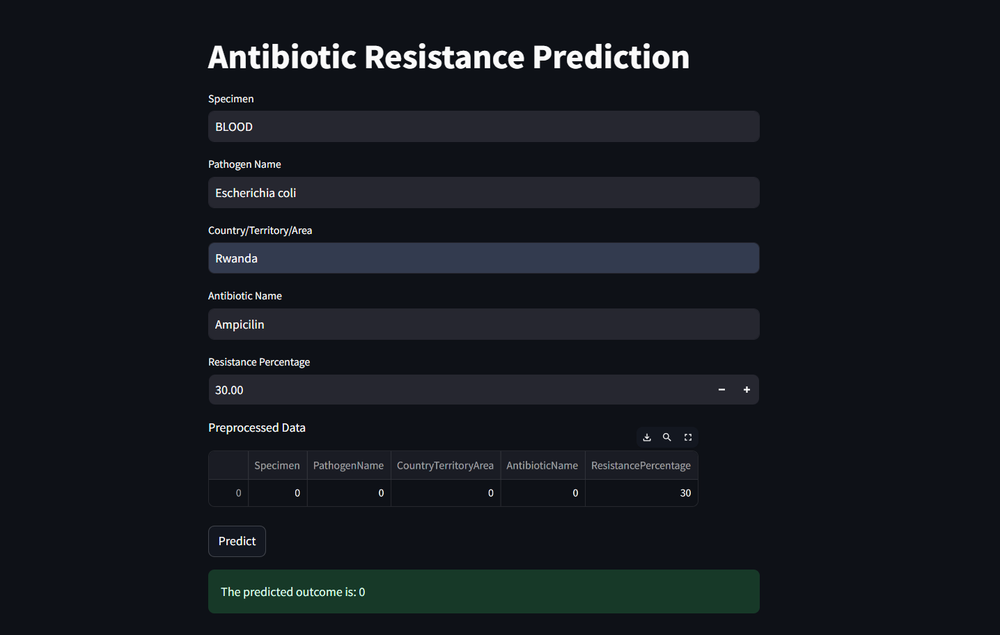 Antibiotic Resistance Prediction
Specimen
BLOOD
Pathogen Name
Escherichia coli
Country/Territory/Area
Rwanda
Antibiotic Name
Ampicilin
Resistance Percentage
30.00
Preprocessed Data
Specimen PathogenName CountryTerritoryArea AntibioticName ResistancePercentage
0 0 0 0 0 30
Predict
The predicted outcome is: 0